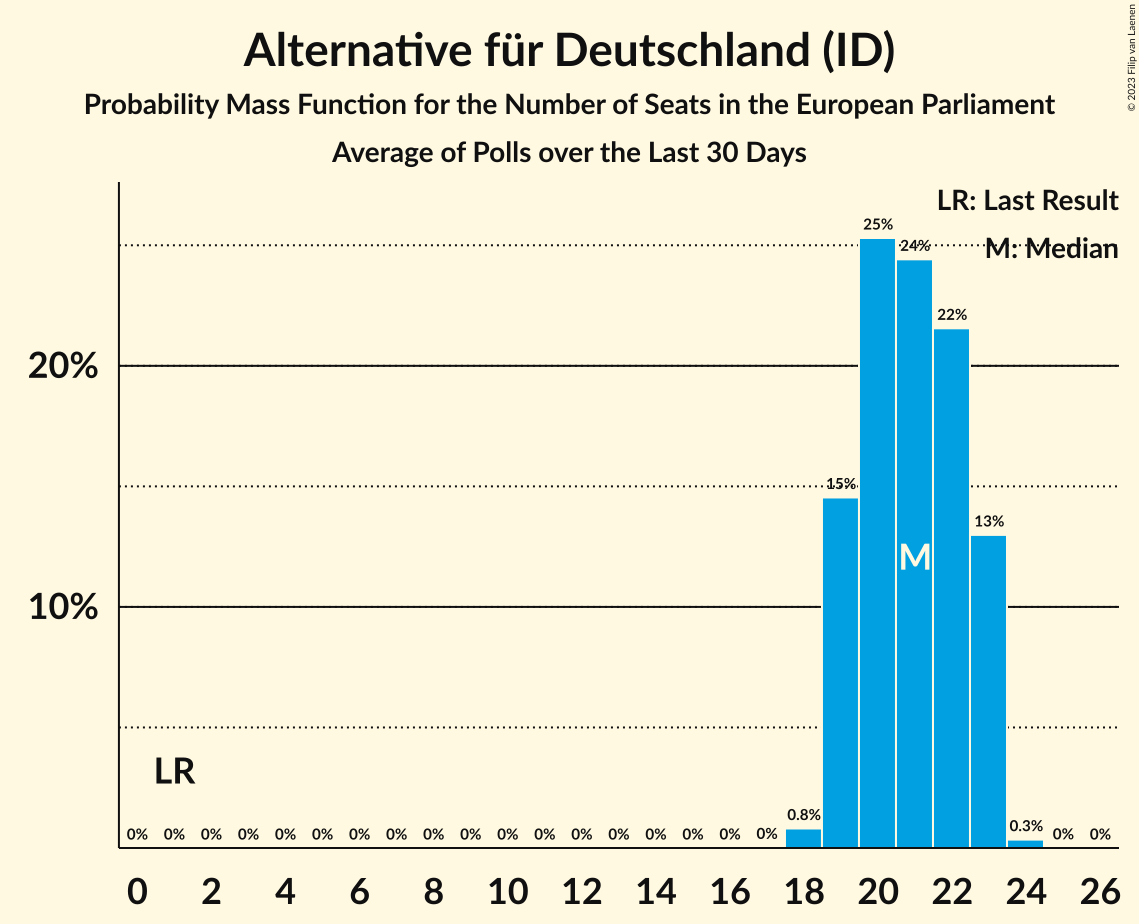 Alternative für Deutschland (ID)
Probability Mass Function for the Number of Seats in the European Parliament
Average of Polls over the Last 30 Days
© 2023 Filip van Laenen
LR: Last Result
M: Median
25%
24%
22%
20%
15%
13%
M
10%
LR
0% 0% 0% 0% 0% 0% 0% 0% 0% 0% 0% 0% 0% 0% 0% 0% 0% 0% 0.8% 0.3% 0% 0%
0 2 4 6 8 10 12 14 16 18 20 22 24 26